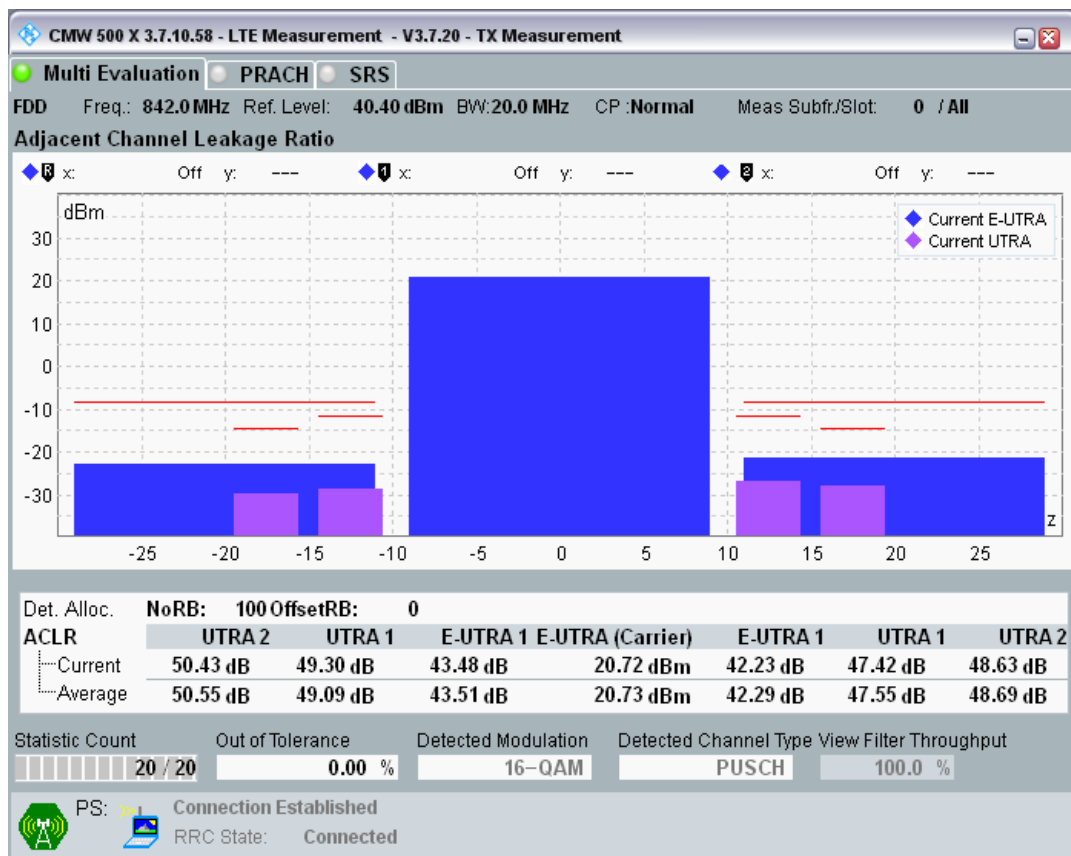 CMW 500 X 3.7.10.58 - LTE Measurement - V3.7.20 - TX Measurement
Multi Evaluation PRACH SRS
FDD Freq.: 842.0 MHz Ref. Level: 40.40 dBm BW:20.0 MHz CP :Normal Meas Subfr./Slot: 0 / All
Adjacent Channel Leakage Ratio
R x: Off y: --- 1 x: Off y: --- 2 x: Off y: ---
dBm
Current E-UTRA
Current UTRA
30
20
10
0
-10
-20
-30
z
-25 -20 -15 -10 -5 0 5 10 15 20 25
Det. Alloc. NoRB: 100 OffsetRB: 0
ACLR UTRA 2 UTRA 1 E-UTRA 1 E-UTRA (Carrier) E-UTRA 1 UTRA 1 UTRA 2
Current 50.43 dB 49.30 dB 43.48 dB 20.72 dBm 42.23 dB 47.42 dB 48.63 dB
Average 50.55 dB 49.09 dB 43.51 dB 20.73 dBm 42.29 dB 47.55 dB 48.69 dB
Statistic Count Out of Tolerance Detected Modulation Detected Channel Type View Filter Throughput
20 / 20 0.00 % 16-QAM PUSCH 100.0 %
PS: Connection Established
RRC State: Connected